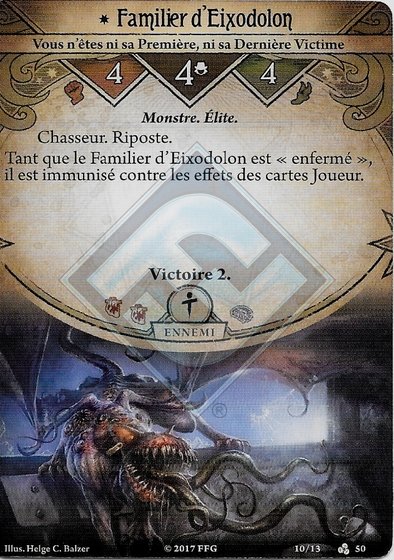 Familier d'Eixodolon
Vous n'êtes ni sa Première, ni sa Dernière Victime
4 4 4
Monstre. Élite.
Chasseur. Riposte.
Tant que le Familier d'Eixodolon est « enfermé »,
il est immunisé contre les effets des cartes Joueur.
Victoire 2.
ENNEMI
®
Illus. Helge C. Balzer © 2017 FFG 10/13 50